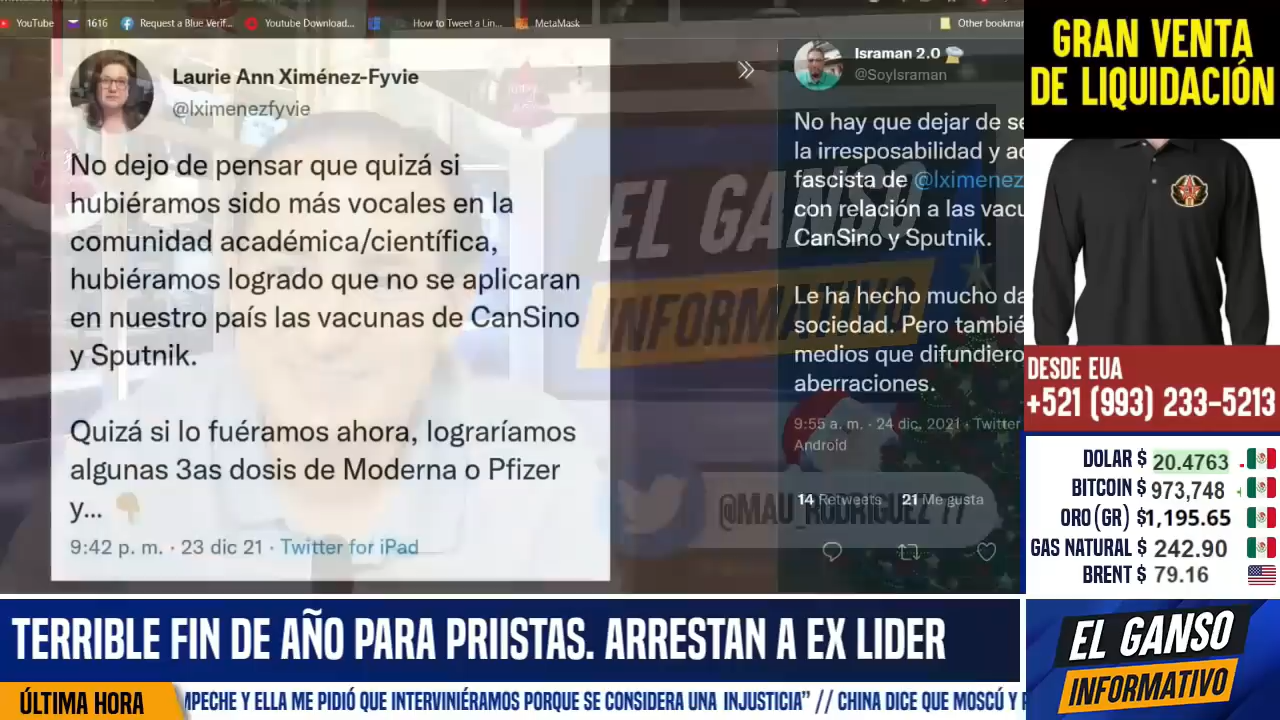 YouTube
1616
Request a Blue Verif...
Youtube Download...
How to Tweet a Lin...
MetaMask
Other bookmar
Laurie Ann Ximénez-Fyvie
@lximenezfyvie
No dejo de pensar que quizá si
hubiéramos sido más vocales en la
comunidad académica/científica,
hubiéramos logrado que no se aplicaran
en nuestro país las vacunas de CanSino
y Sputnik.
Quizá si lo fuéramos ahora, lograríamos
algunas 3as dosis de Moderna o Pfizer
y...
9:42 p. m. · 23 dic 21 · Twitter for iPad
Israman 2.0
@SoyIsraman
No hay que dejar de se
la irresposabilidad y ac
fascista de @lximenez
con relación a las vacu
CanSino y Sputnik.
Le ha hecho mucho da
sociedad. Pero tambié
medios que difundiero
aberraciones.
9:55 a. m. · 24 dic. 2021 · Twitter
Android
14 Retweets 21 Me gusta
EL GANSO
INFORMATIVO
@MAU_RODRIGUEZ77
GRAN VENTA
DE LIQUIDACIÓN
DESDE EUA
+521 (993) 233-5213
DOLAR $ 20.4763
BITCOIN $ 973,748
ORO (GR) $1,195.65
GAS NATURAL $ 242.90
BRENT $ 79.16
TERRIBLE FIN DE AÑO PARA PRIISTAS. ARRESTAN A EX LIDER
EL GANSO
INFORMATIVO
ÚLTIMA HORA
MPECHE Y ELLA ME PIDIÓ QUE INTERVINIÉRAMOS PORQUE SE CONSIDERA UNA INJUSTICIA” // CHINA DICE QUE MOSCÚ Y